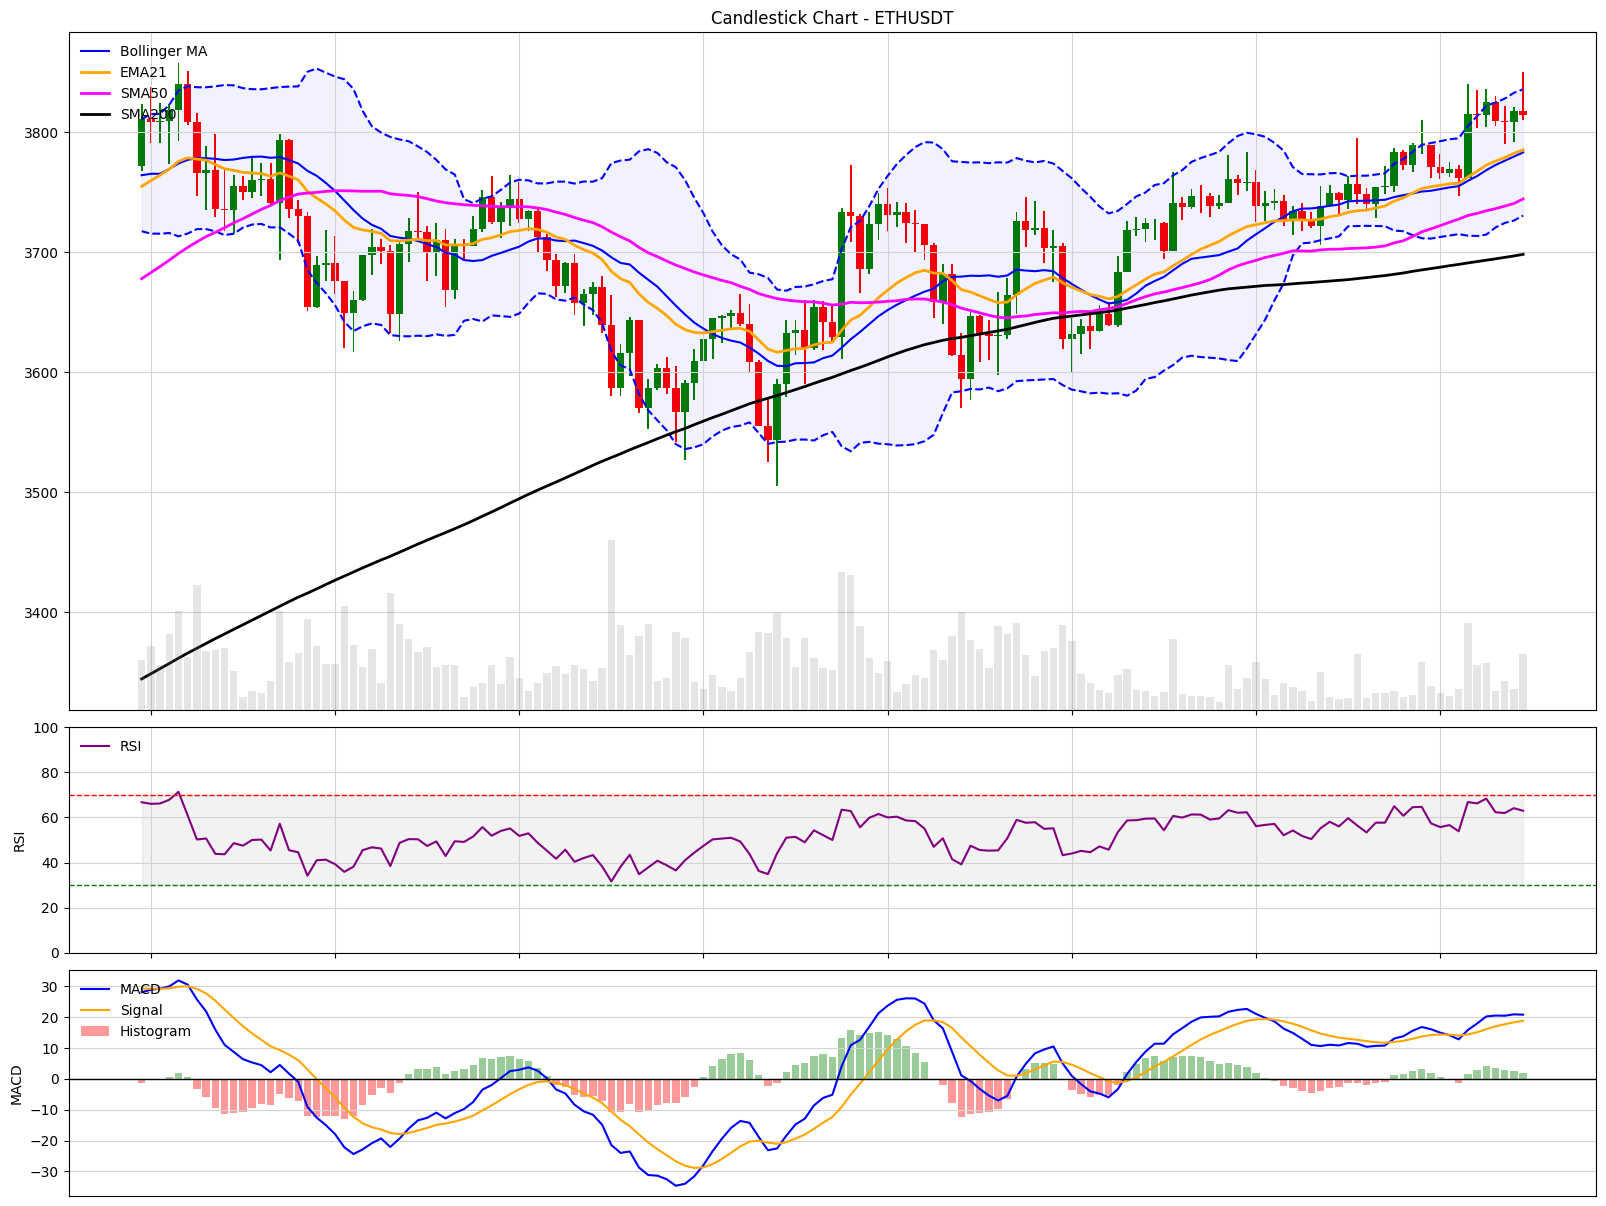 Candlestick Chart - ETHUSDT
Bollinger MA
EMA21
SMA50
SMA200
3800
3700
3600
3500
3400
RSI
100
80
60
40
20
0
RSI
MACD
Signal
Histogram
30
20
10
0
−10
−20
−30
MACD